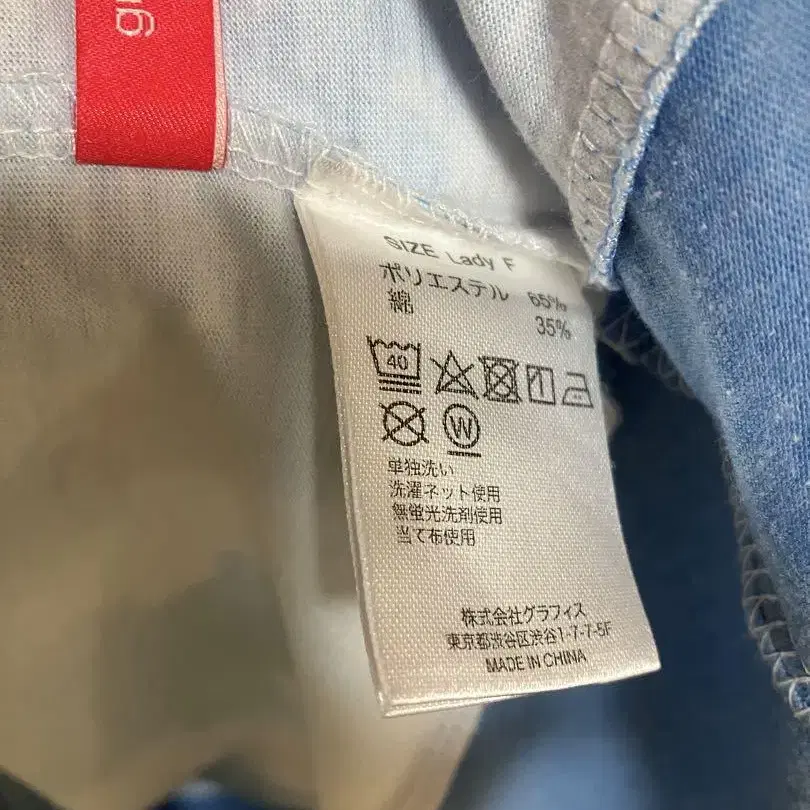 SIZE Lady F
ポリエステル 65%
綿 35%
40
W
単独洗い
洗濯ネット使用
無蛍光洗剤使用
当て布使用
株式会社グラフィス
東京都渋谷区渋谷1-7-7-5F
MADE IN CHINA